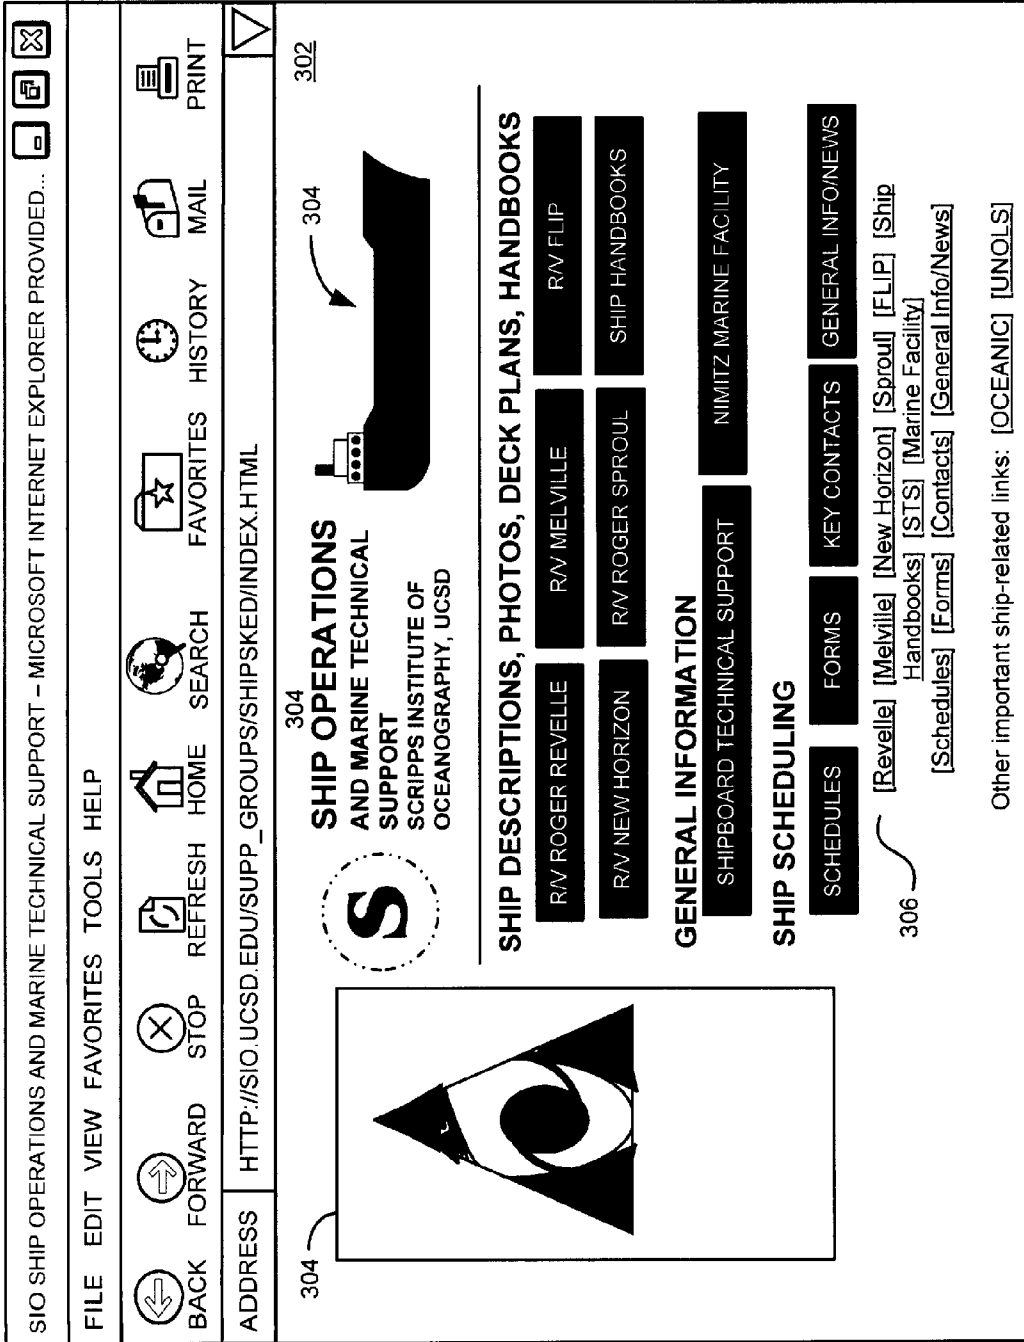 SIO SHIP OPERATIONS AND MARINE TECHNICAL SUPPORT – MICROSOFT INTERNET EXPLORER PROVIDED...
FILE EDIT VIEW FAVORITES TOOLS HELP
BACK FORWARD STOP REFRESH HOME SEARCH FAVORITES HISTORY MAIL PRINT
ADDRESS HTTP://SIO.UCSD.EDU/SUPP_GROUPS/SHIPSKED/INDEX.HTML
302
304
304
304
S
SHIP OPERATIONS
AND MARINE TECHNICAL
SUPPORT
SCRIPPS INSTITUTE OF
OCEANOGRAPHY, UCSD
SHIP DESCRIPTIONS, PHOTOS, DECK PLANS, HANDBOOKS
R/V ROGER REVELLE R/V MELVILLE R/V FLIP
R/V NEW HORIZON R/V ROGER SPROUL SHIP HANDBOOKS
GENERAL INFORMATION
SHIPBOARD TECHNICAL SUPPORT NIMITZ MARINE FACILITY
SHIP SCHEDULING
SCHEDULES FORMS KEY CONTACTS GENERAL INFO/NEWS
306
[Revelle] [Melville] [New Horizon] [Sproul] [FLIP] [Ship
Handbooks] [STS] [Marine Facility]
[Schedules] [Forms] [Contacts] [General Info/News]
Other important ship-related links: [OCEANIC] [UNOLS]